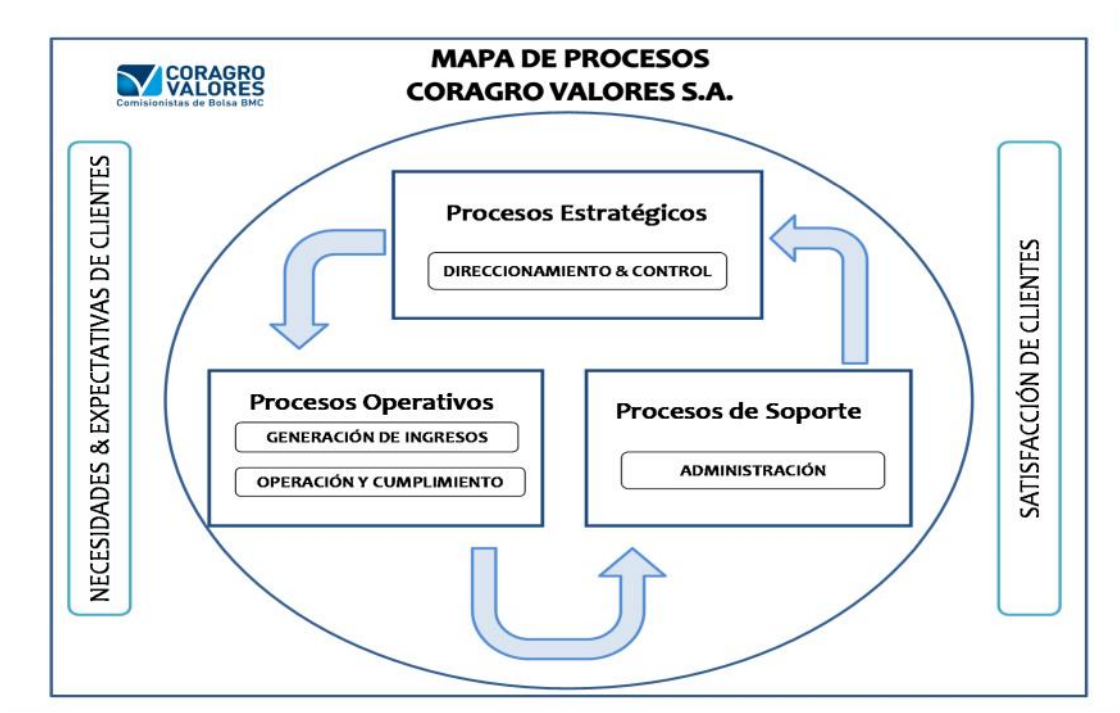 MAPA DE PROCESOS
CORAGRO VALORES S.A.
CORAGRO
VALORES
Comisionistas de Bolsa BMC
NECESIDADES & EXPECTATIVAS DE CLIENTES
Procesos Estratégicos
DIRECCIONAMIENTO & CONTROL
Procesos Operativos
GENERACIÓN DE INGRESOS
OPERACIÓN Y CUMPLIMIENTO
Procesos de Soporte
ADMINISTRACIÓN
SATISFACCIÓN DE CLIENTES